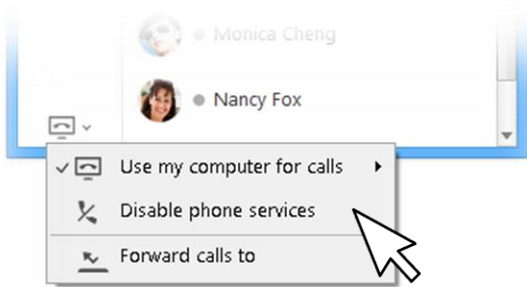 Monica Cheng
Nancy Fox
Use my computer for calls
Disable phone services
Forward calls to